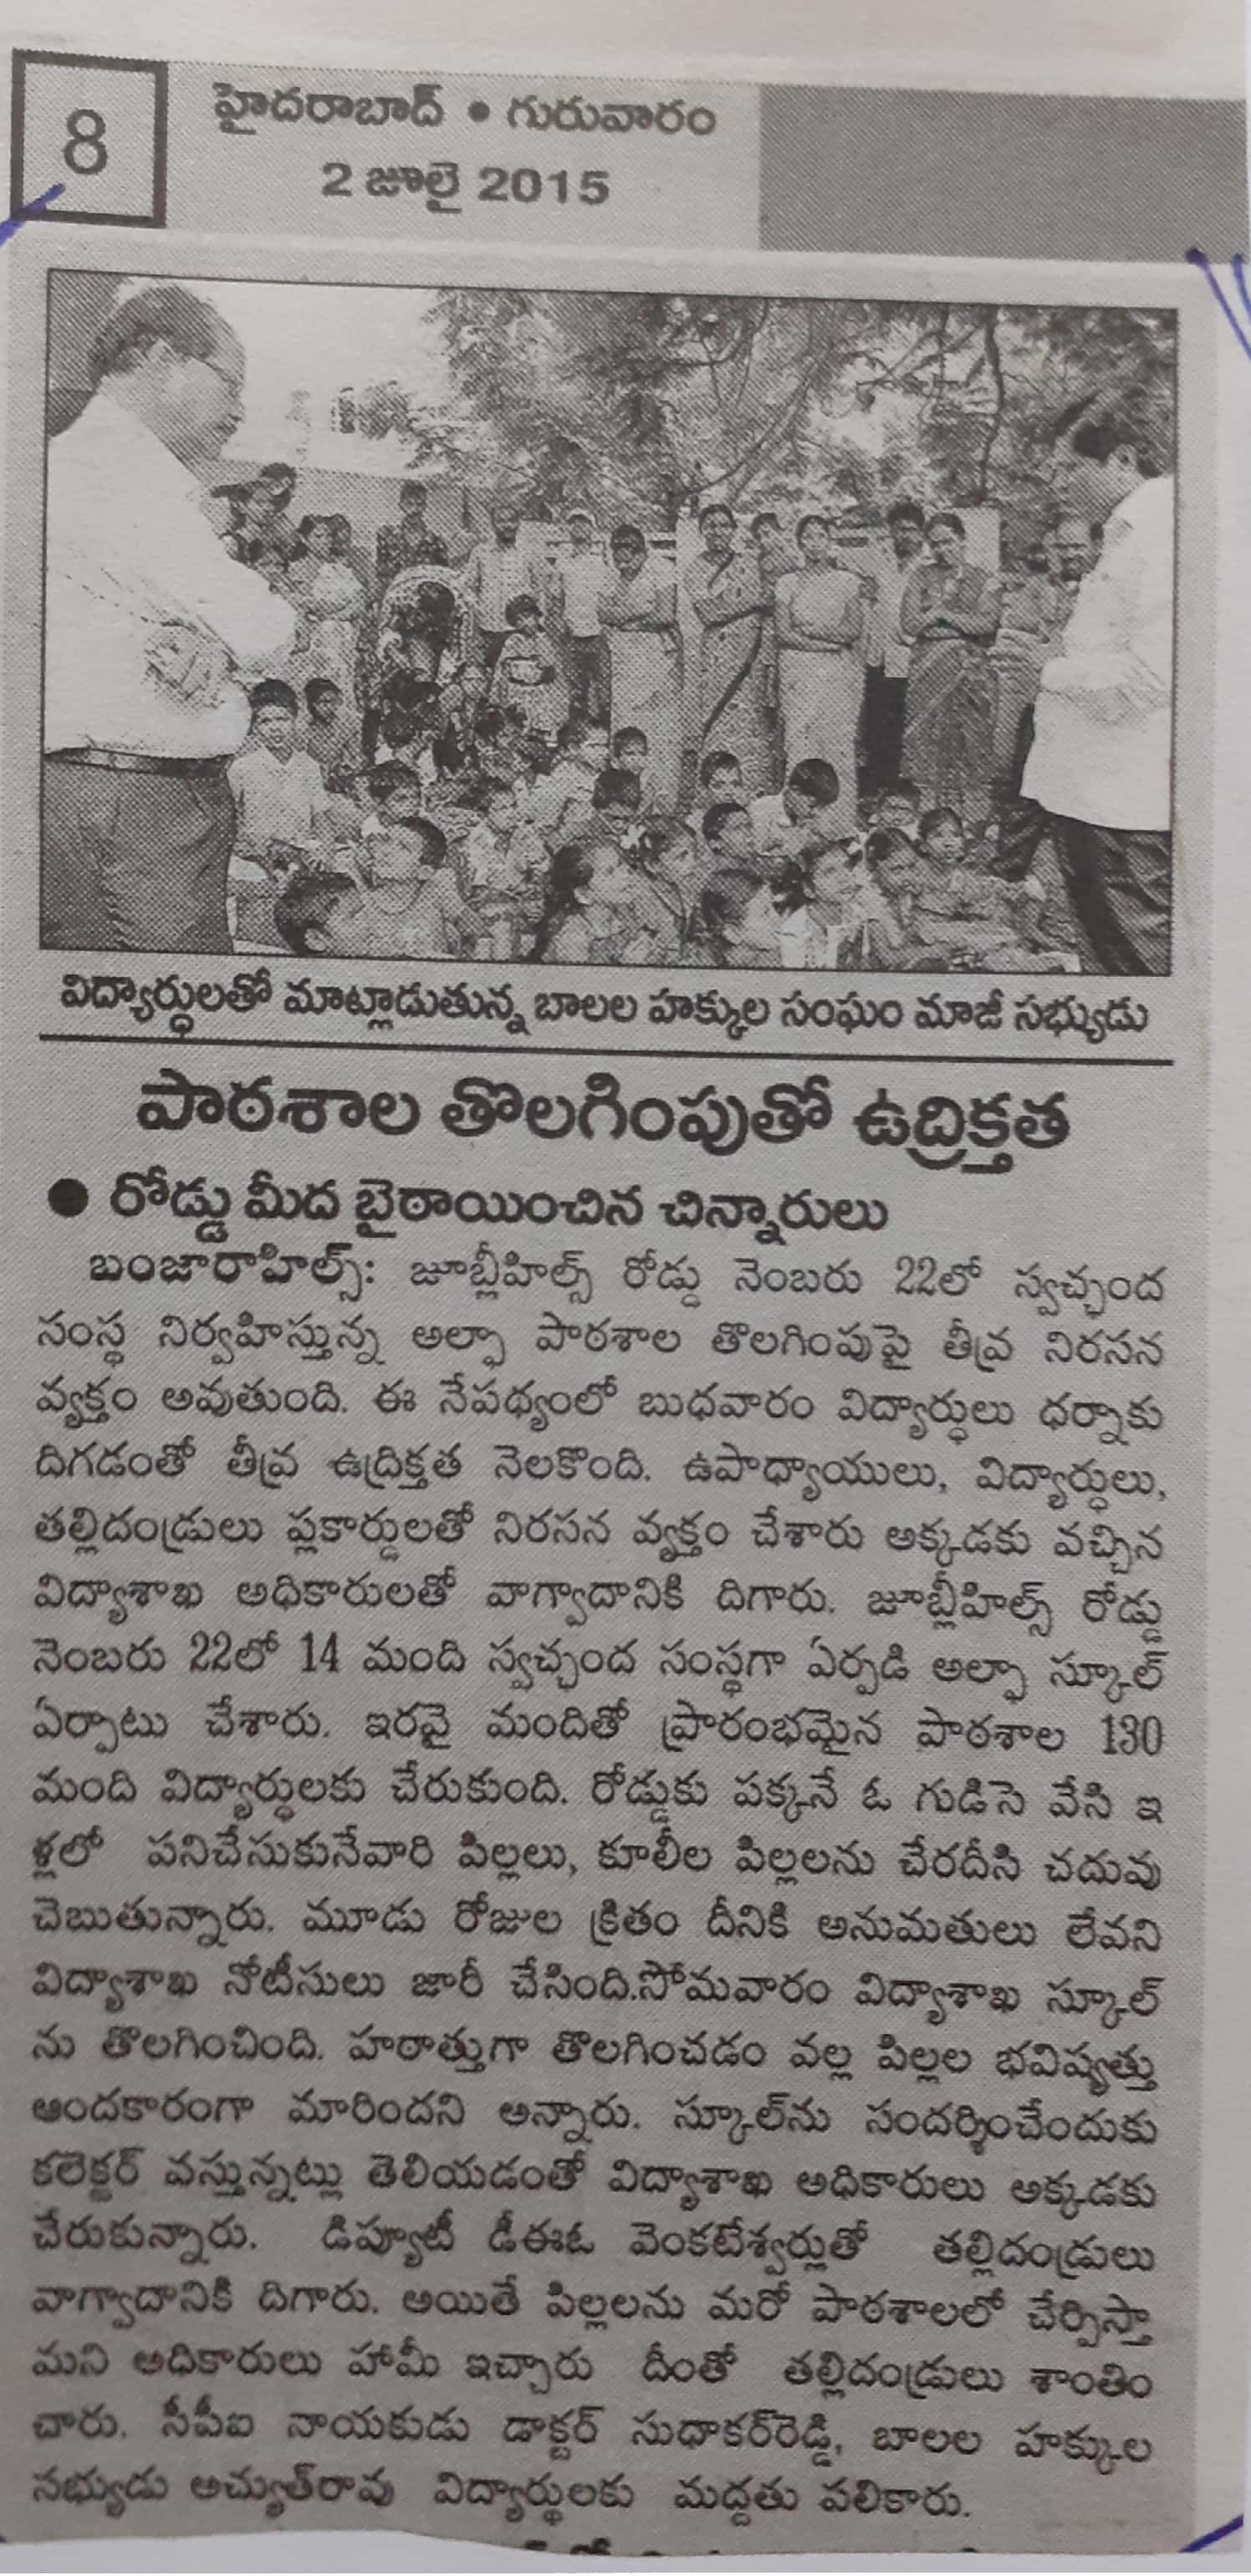 8
హైదరాబాద్ • గురువారం
2 జూలై 2015
విద్యార్థులతో మాట్లాడుతున్న బాలల హక్కుల సంఘం మాజీ సభ్యుడు
పాఠశాల తొలగింపుతో ఉద్రిక్తత
● రోడ్డు మీద బైఠాయించిన చిన్నారులు
బంజారాహిల్స్: జూబ్లీహిల్స్ రోడ్డు నెంబరు 22లో స్వచ్ఛంద
సంస్థ నిర్వహిస్తున్న అల్ఫా పాఠశాల తొలగింపుపై తీవ్ర నిరసన
వ్యక్తం అవుతుంది. ఈ నేపథ్యంలో బుధవారం విద్యార్థులు ధర్నాకు
దిగడంతో తీవ్ర ఉద్రిక్తత నెలకొంది. ఉపాధ్యాయులు, విద్యార్థులు,
తల్లిదండ్రులు ప్లకార్డులతో నిరసన వ్యక్తం చేశారు అక్కడకు వచ్చిన
విద్యాశాఖ అధికారులతో వాగ్వాదానికి దిగారు. జూబ్లీహిల్స్ రోడ్డు
నెంబరు 22లో 14 మంది స్వచ్ఛంద సంస్థగా ఏర్పడి అల్ఫా స్కూల్
ఏర్పాటు చేశారు. ఇరవై మందితో ప్రారంభమైన పాఠశాల 130
మంది విద్యార్థులకు చేరుకుంది. రోడ్డుకు పక్కనే ఓ గుడిసె వేసి ఇ
ళ్లలో పనిచేసుకునేవారి పిల్లలు, కూలీల పిల్లలను చేరదీసి చదువు
చెబుతున్నారు. మూడు రోజుల క్రితం దీనికి అనుమతులు లేవని
విద్యాశాఖ నోటీసులు జారీ చేసింది.సోమవారం విద్యాశాఖ స్కూల్
ను తొలగించింది. హఠాత్తుగా తొలగించడం వల్ల పిల్లల భవిష్యత్తు
అందకారంగా మారిందని అన్నారు. స్కూల్‌ను సందర్శించేందుకు
కలెక్టర్ వస్తున్నట్లు తెలియడంతో విద్యాశాఖ అధికారులు అక్కడకు
చేరుకున్నారు. డిప్యూటీ డీఈఓ వెంకటేశ్వర్లుతో తల్లిదండ్రులు
వాగ్వాదానికి దిగారు. అయితే పిల్లలను మరో పాఠశాలలో చేర్పిస్తా
మని అధికారులు హామీ ఇచ్చారు దీంతో తల్లిదండ్రులు శాంతిం
చారు. సీపీఐ నాయకుడు డాక్టర్ సుధాకర్‌రెడ్డి, బాలల హక్కుల
సభ్యుడు అచ్యుత్‌రావు విద్యార్థులకు మద్దతు పలికారు.